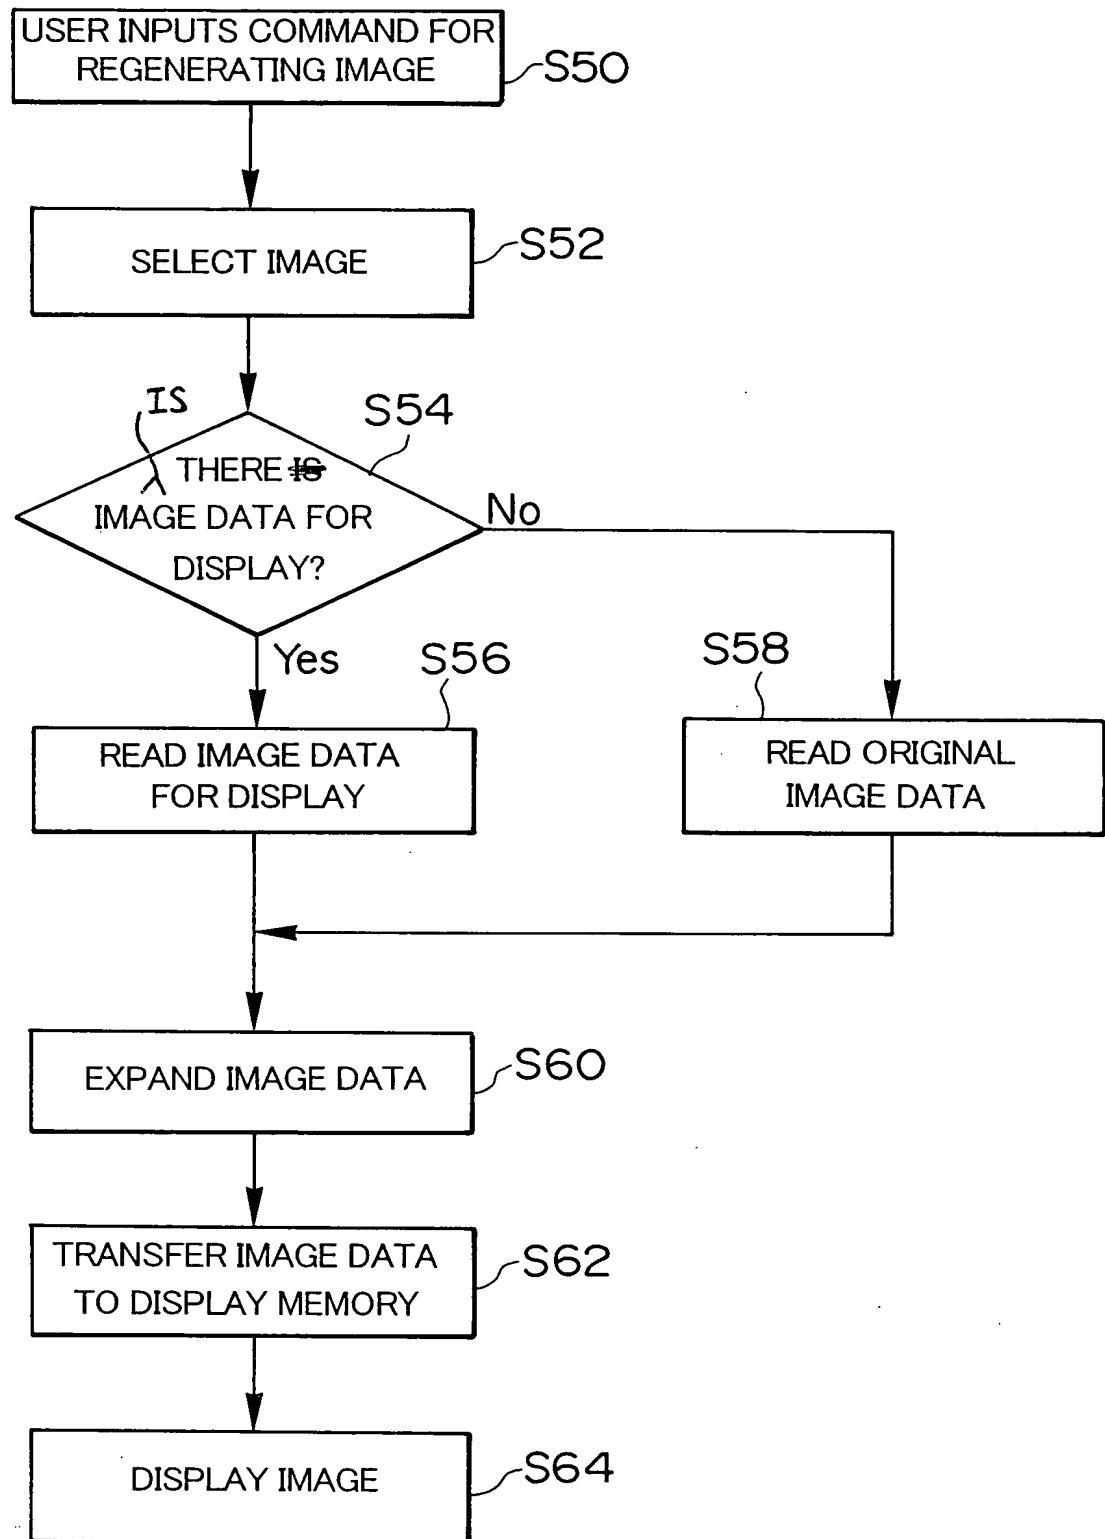 USER INPUTS COMMAND FOR
REGENERATING IMAGE
S50
SELECT IMAGE
S52
IS
S54
THERE IS
IMAGE DATA FOR
DISPLAY?
No
Yes
S56
S58
READ IMAGE DATA
FOR DISPLAY
READ ORIGINAL
IMAGE DATA
EXPAND IMAGE DATA
S60
TRANSFER IMAGE DATA
TO DISPLAY MEMORY
S62
DISPLAY IMAGE
S64